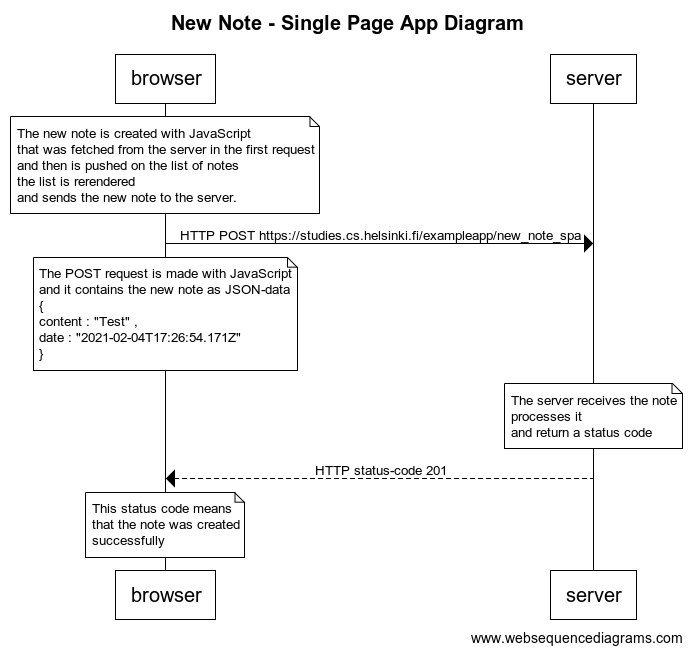 New Note - Single Page App Diagram
browser
server
The new note is created with JavaScript
that was fetched from the server in the first request
and then is pushed on the list of notes
the list is rerendered
and sends the new note to the server.
HTTP POST https://studies.cs.helsinki.fi/exampleapp/new_note_spa
The POST request is made with JavaScript
and it contains the new note as JSON-data
{
content : "Test" ,
date : "2021-02-04T17:26:54.171Z"
}
The server receives the note
processes it
and return a status code
HTTP status-code 201
This status code means
that the note was created
successfully
browser
server
www.websequencediagrams.com